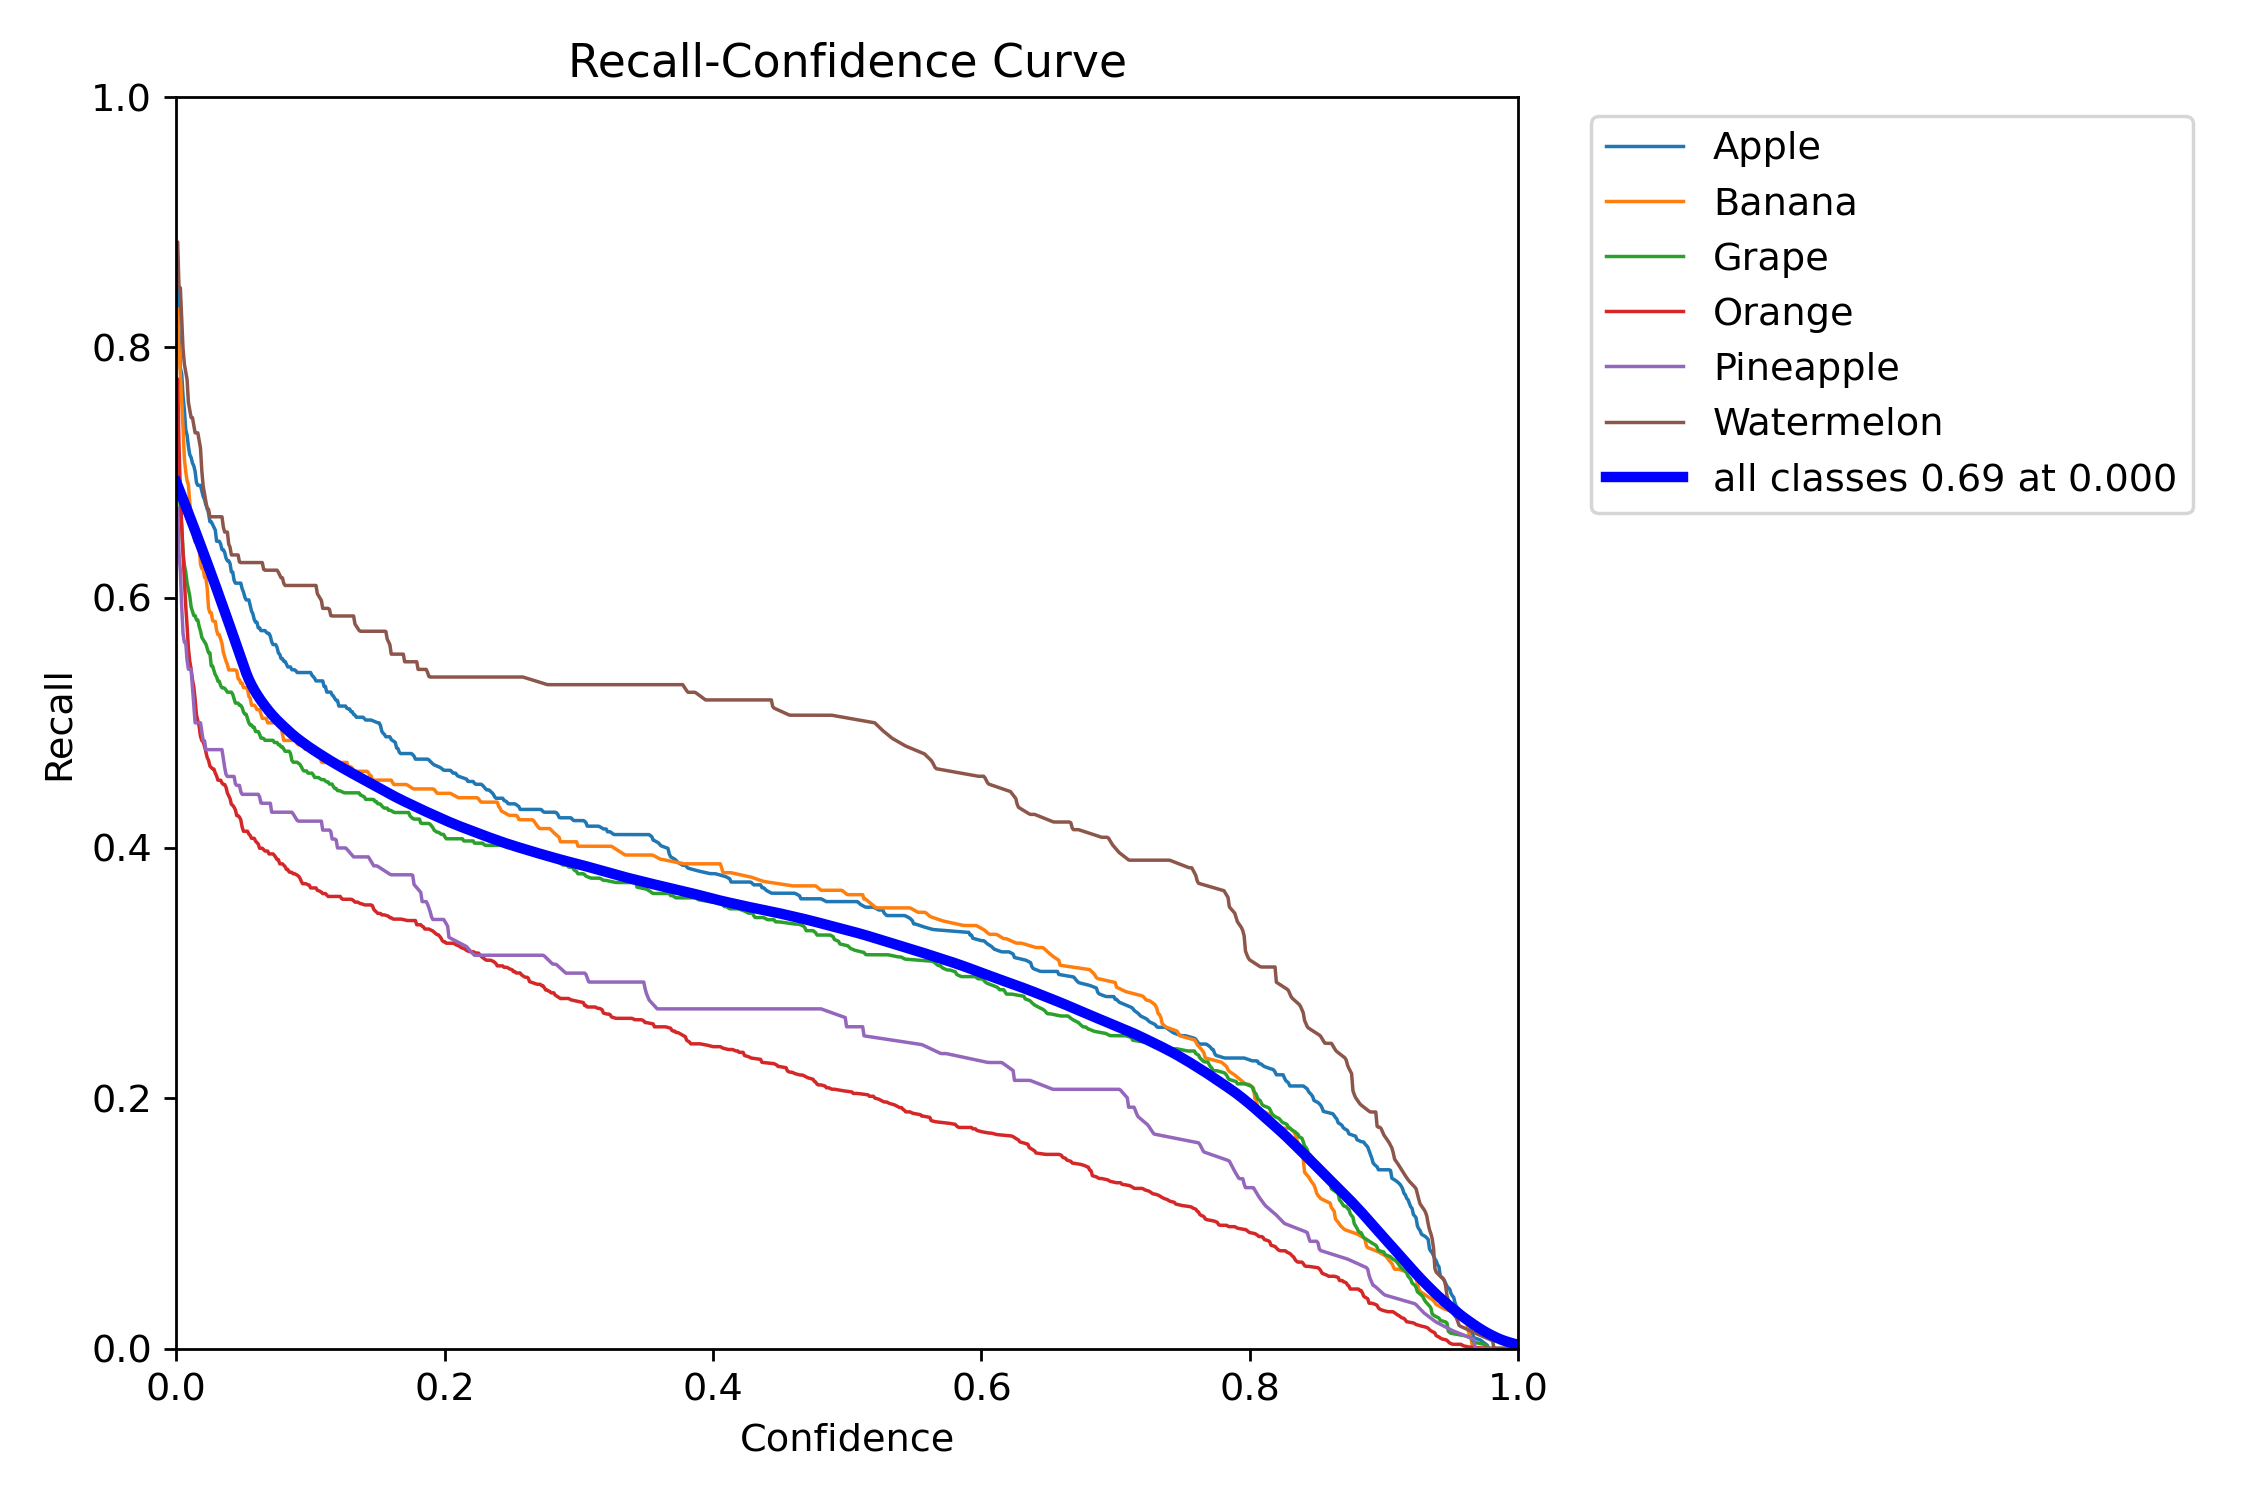 Recall-Confidence Curve
1.0
0.8
0.6
0.4
0.2
0.0
Recall
0.0 0.2 0.4 0.6 0.8 1.0
Confidence
Apple
Banana
Grape
Orange
Pineapple
Watermelon
all classes 0.69 at 0.000